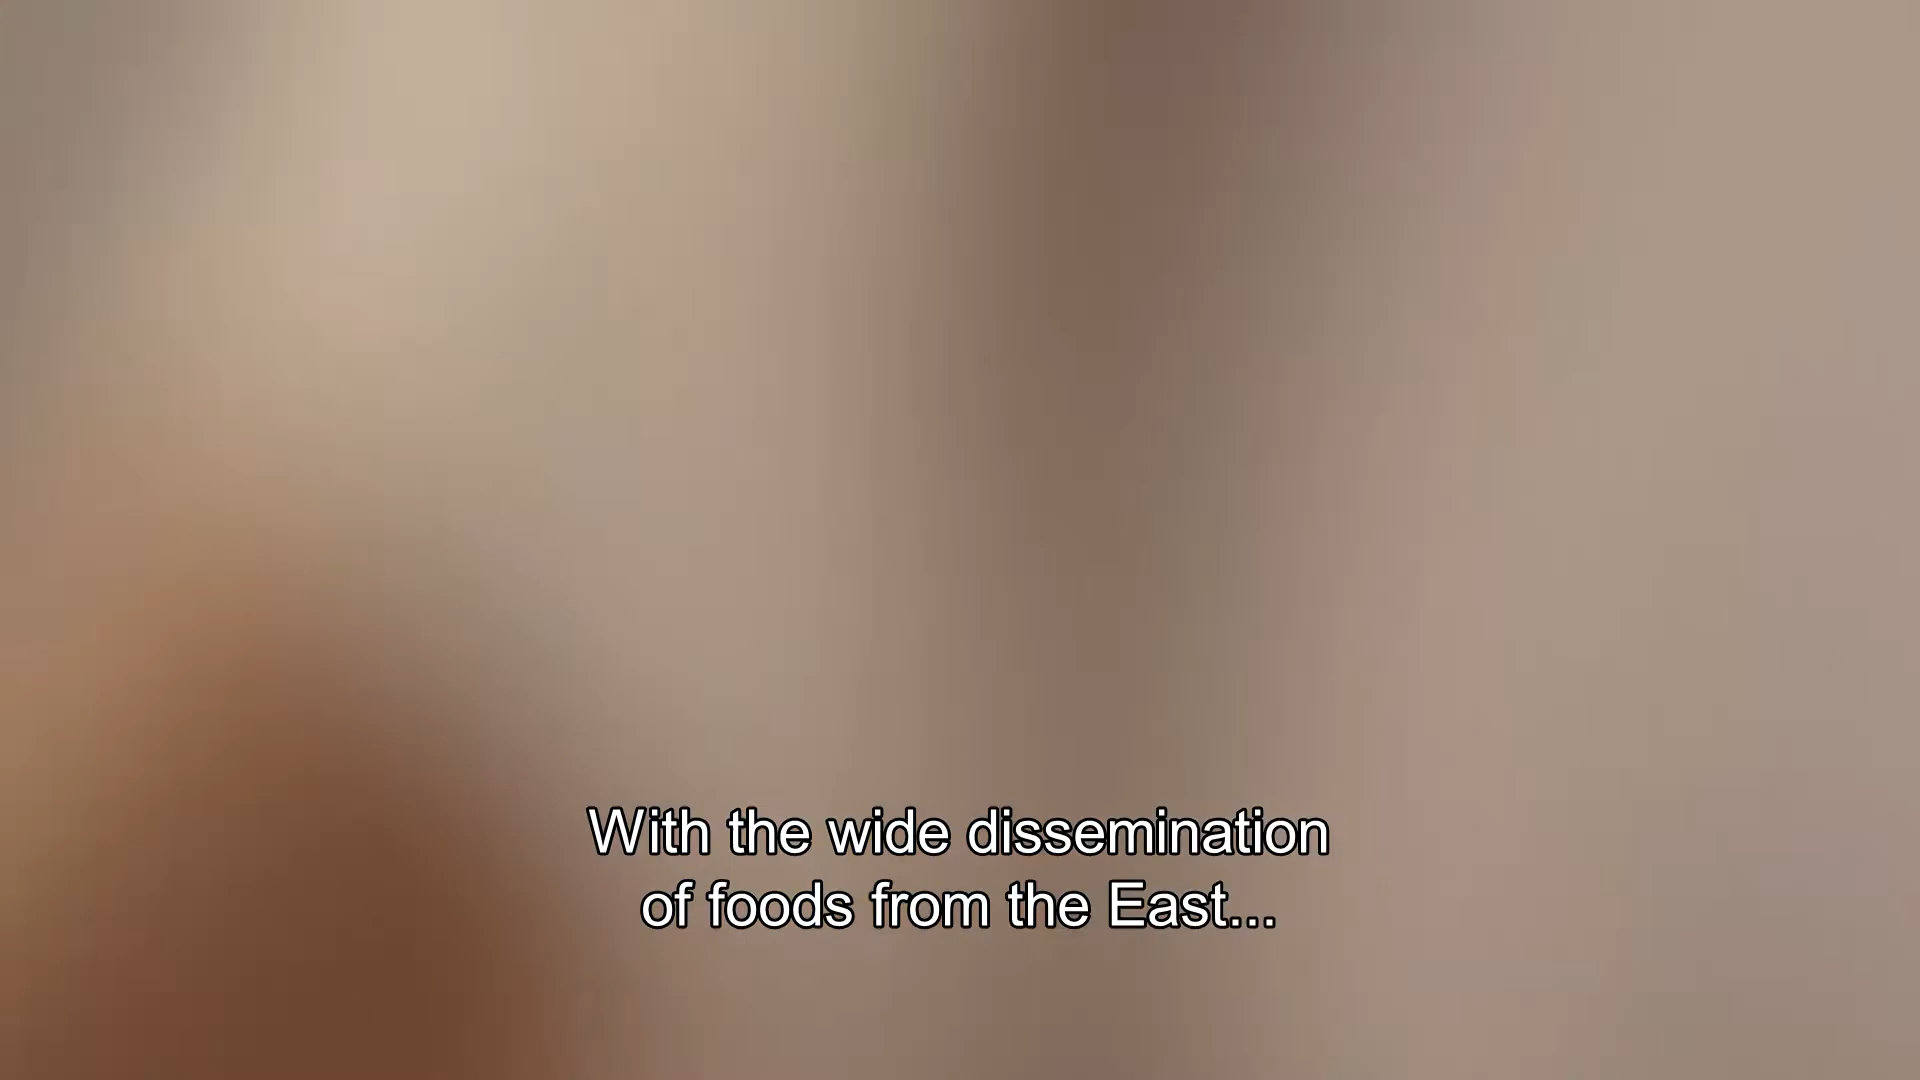 With the wide dissemination
of foods from the East...